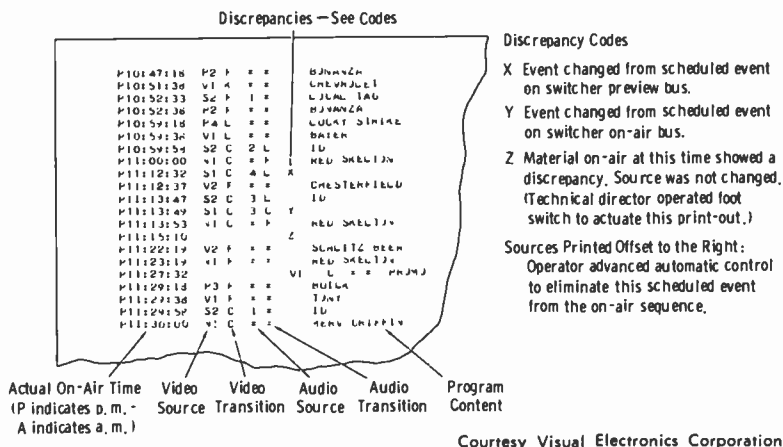 Discrepancies — See Codes
P10:47:18 P2 F * * BONANZA
P10:51:38 V1 CHEVROLET
P10:52:33 S2 F 1 * LOCAL TAG
P10:52:38 P2 F * * BONANZA
P10:59:18 P4 L * * LUCKY STRIKE
P10:59:38 V1 L * * BAYER
P10:59:59 S2 C 2 L ID
P11:00:00 V1 C * F RED SKELTON
P11:12:32 S1 C 4 L X
P11:12:37 V2 F * * CHESTERFIELD
P11:13:47 S2 C 3 L ID
P11:13:49 S1 C 3 C Y
P11:13:53 V1 C * F RED SKELTON
P11:15:10 Z
P11:22:19 V2 F * * SCHLITZ BEER
P11:23:19 V1 F * * RED SKELTON
P11:27:32 V1 C * * PROMO
P11:29:18 P3 F * * BUICK
P11:29:38 V1 F * * TONY
P11:29:58 S2 C 1 * ID
P11:30:00 V1 C * * MERV GRIFFIN
Actual On-Air Time
(P indicates p.m. -
A indicates a.m.)
Video
Source
Video
Transition
Audio
Source
Audio
Transition
Program
Content
Discrepancy Codes
X Event changed from scheduled event
on switcher preview bus.
Y Event changed from scheduled event
on switcher on-air bus.
Z Material on-air at this time showed a
discrepancy. Source was not changed.
(Technical director operated foot
switch to actuate this print-out.)
Sources Printed Offset to the Right:
Operator advanced automatic control
to eliminate this scheduled event
from the on-air sequence.
Courtesy Visual Electronics Corporation